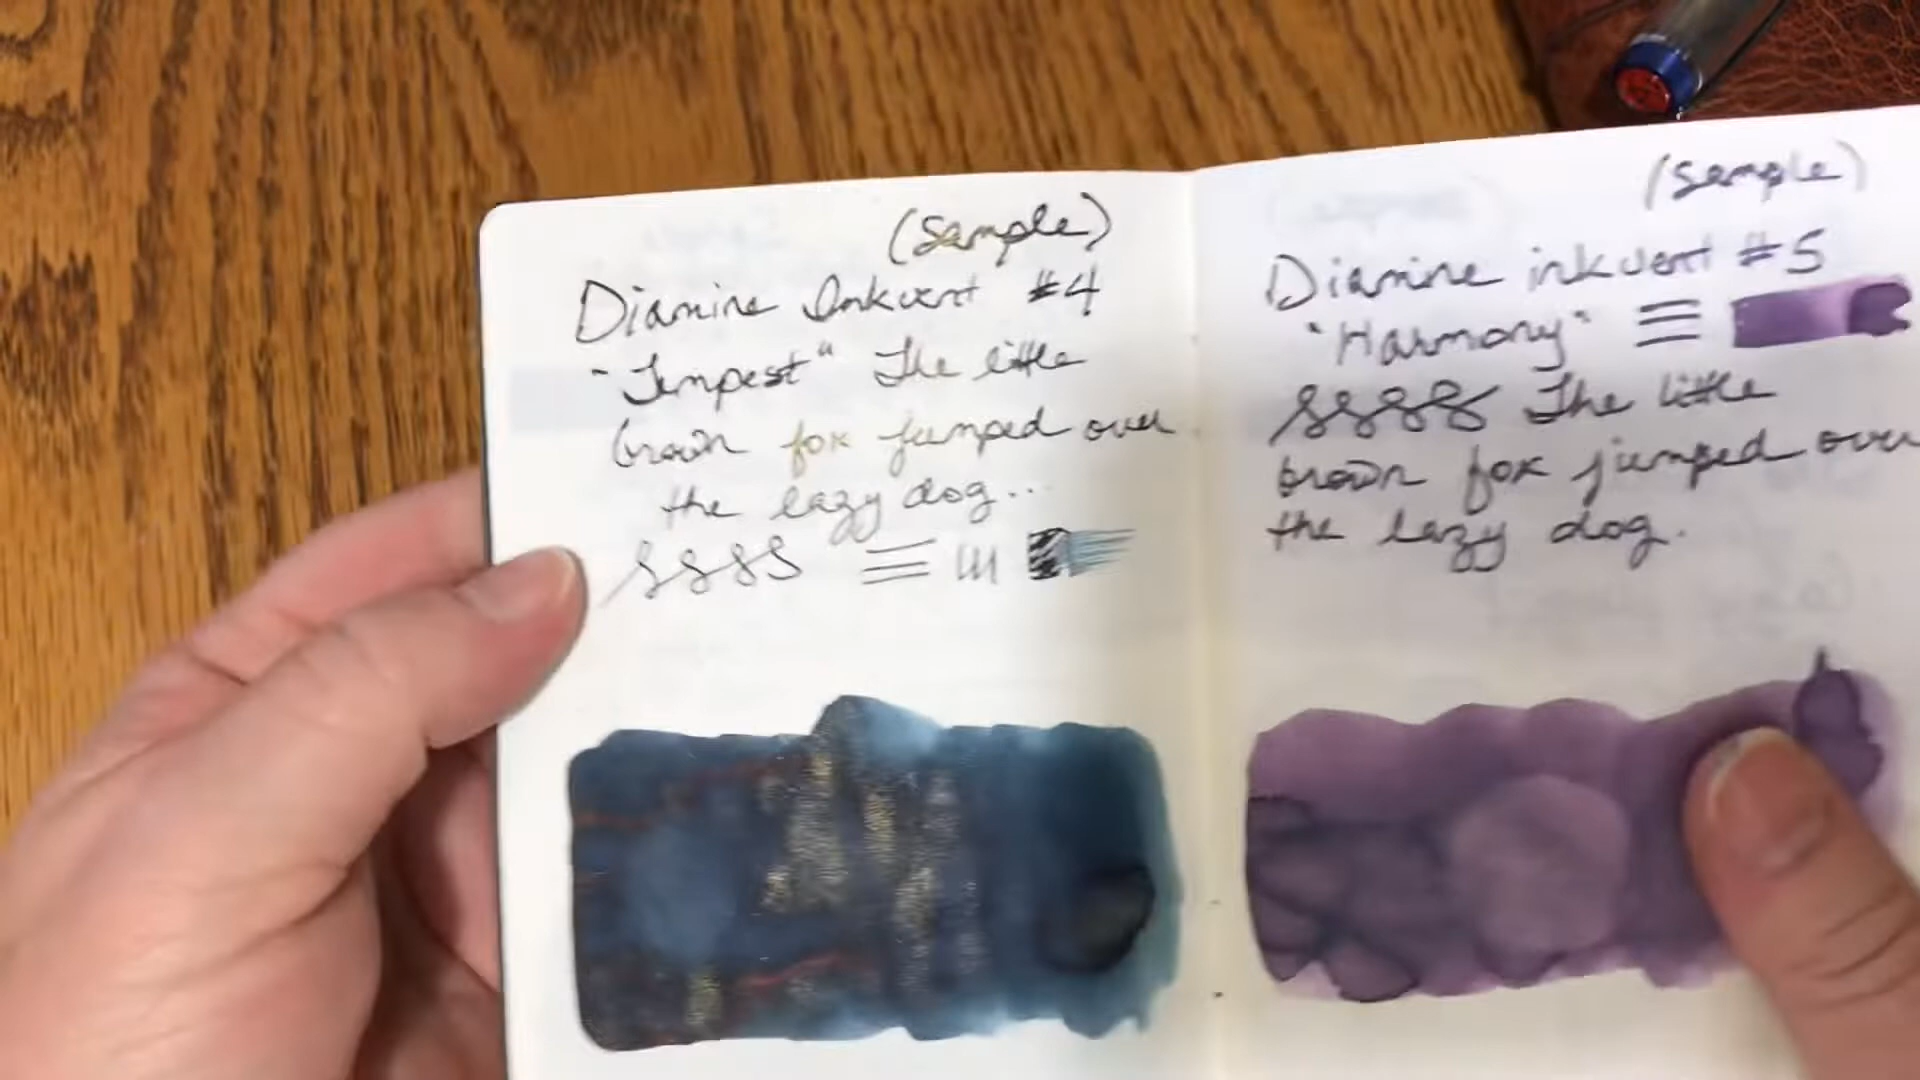 (Sample)
Diamine Inkvent #4
"Tempest" The little
brown fox jumped over
the lazy dog...
(Sample)
Diamine inkvent #5
"Harmony"
The little
brown fox jumped over
the lazy dog.